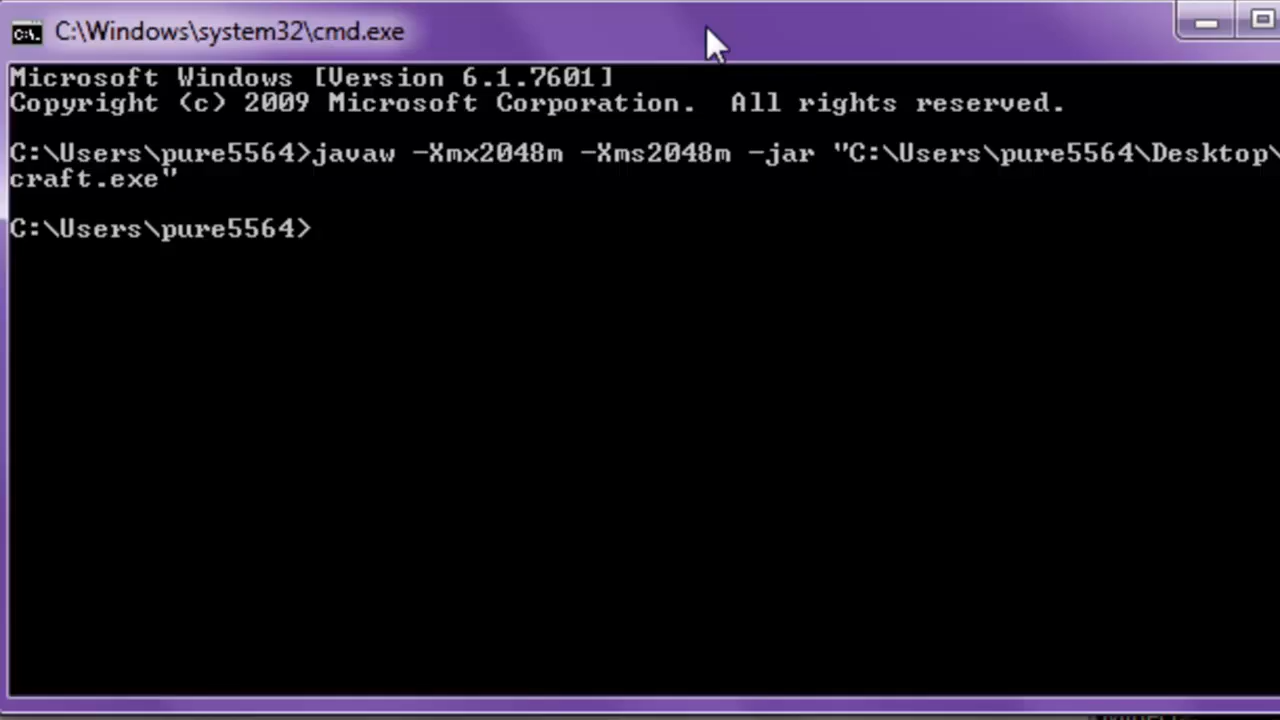 C:\Windows\system32\cmd.exe
Microsoft Windows [Version 6.1.7601]
Copyright (c) 2009 Microsoft Corporation.  All rights reserved.
C:\Users\pure5564>javaw -Xmx2048m -Xms2048m -jar "C:\Users\pure5564\Desktop\
craft.exe"
C:\Users\pure5564>